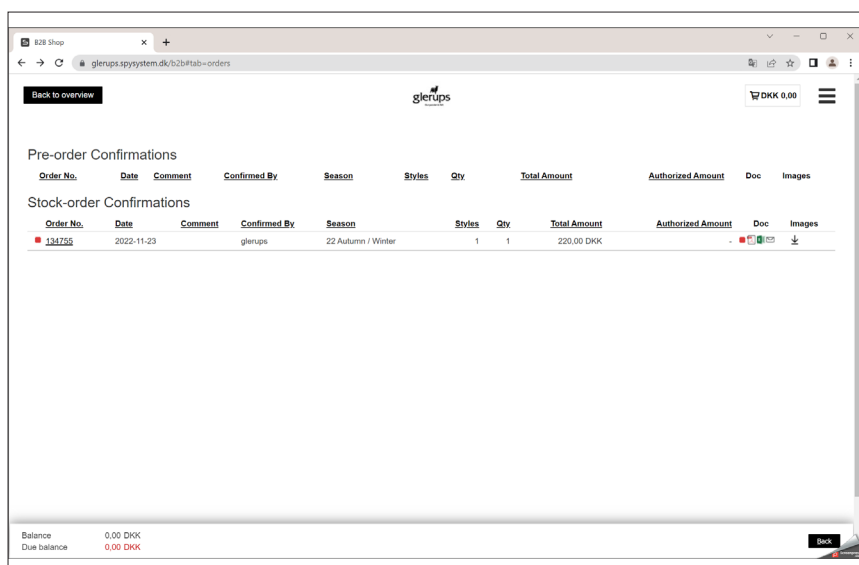 B2B Shop
glerups.spysystem.dk/b2b#tab=orders
Back to overview
glerups
DKK 0,00
Pre-order Confirmations
Order No. Date Comment Confirmed By Season Styles Qty Total Amount Authorized Amount Doc Images
Stock-order Confirmations
Order No. Date Comment Confirmed By Season Styles Qty Total Amount Authorized Amount Doc Images
134755 2022-11-23 glerups 22 Autumn / Winter 1 1 220,00 DKK -
Balance 0,00 DKK
Due balance 0,00 DKK
Back